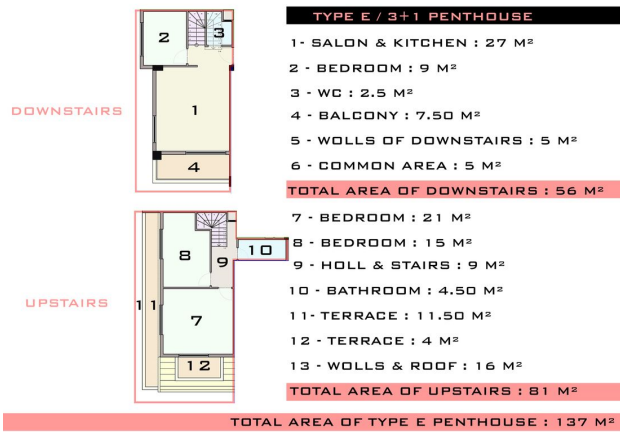 TYPE E / 3+1 PENTHOUSE
1- SALON & KITCHEN : 27 M²
2 - BEDROOM : 9 M²
3 - WC : 2.5 M²
4 - BALCONY : 7.50 M²
5 - WOLLS OF DOWNSTAIRS : 5 M²
6 - COMMON AREA : 5 M²
TOTAL AREA OF DOWNSTAIRS : 56 M²
DOWNSTAIRS
2
3
1
4
7 - BEDROOM : 21 M²
8 - BEDROOM : 15 M²
9 - HOLL & STAIRS : 9 M²
10 - BATHROOM : 4.50 M²
11- TERRACE : 11.50 M²
12 - TERRACE : 4 M²
13 - WOLLS & ROOF : 16 M²
TOTAL AREA OF UPSTAIRS : 81 M²
UPSTAIRS
8
9
10
11
7
12
TOTAL AREA OF TYPE E PENTHOUSE : 137 M²